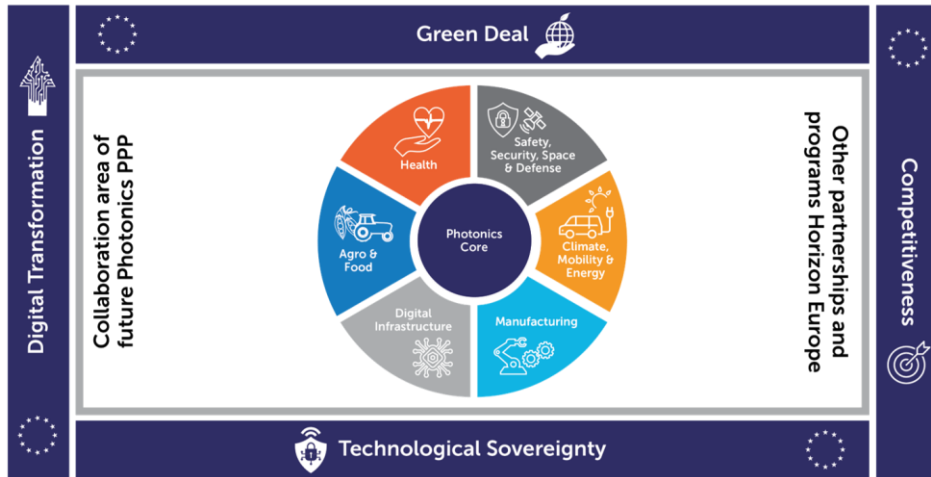 Green Deal
Digital Transformation
Collaboration area of
future Photonics PPP
Health
Safety,
Security, Space
& Defense
Agro &
Food
Photonics
Core
Climate,
Mobility &
Energy
Digital
Infrastructure
Manufacturing
Other partnerships and
programs Horizon Europe
Competitiveness
Technological Sovereignty